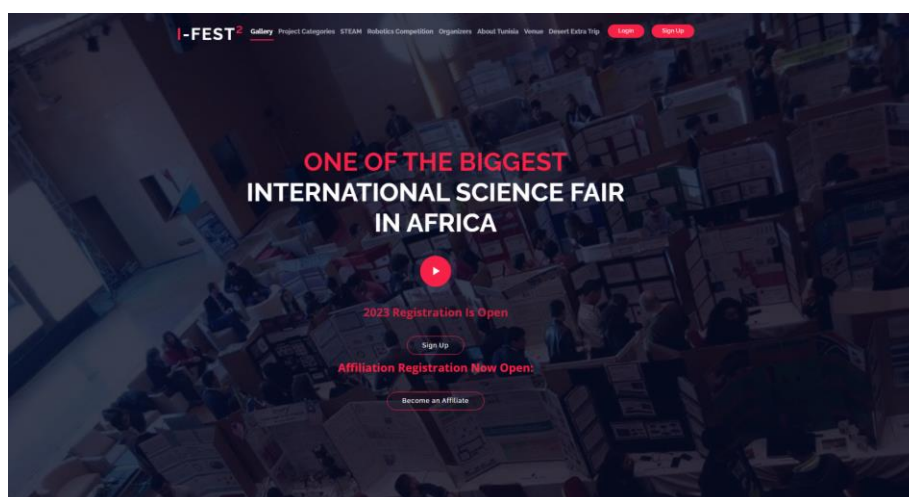 I-FEST²
Gallery Project Categories STEAM Robotics Competition Organizers About Tunisia Venue Desert Extra Trip Login Sign Up
ONE OF THE BIGGEST
INTERNATIONAL SCIENCE FAIR
IN AFRICA
2023 Registration Is Open
Sign Up
Affiliation Registration Now Open:
Become an Affiliate